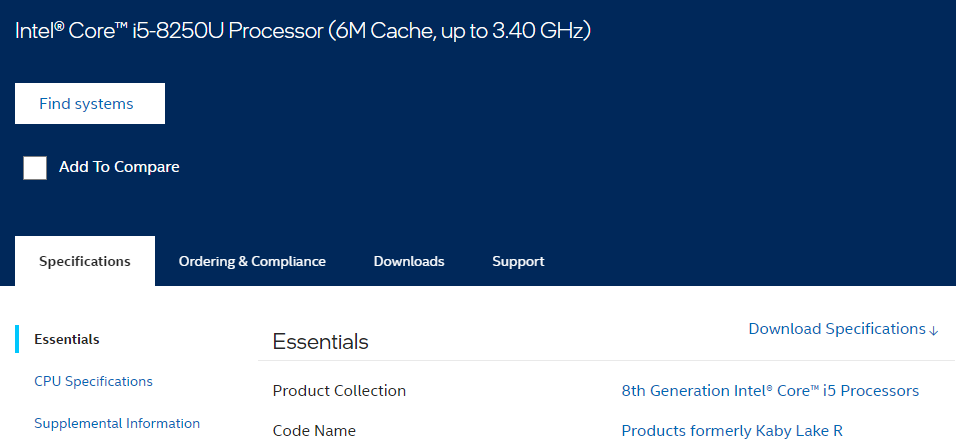 Intel® Core™ i5-8250U Processor (6M Cache, up to 3.40 GHz)
Find systems
Add To Compare
Specifications
Ordering & Compliance
Downloads
Support
Essentials
CPU Specifications
Supplemental Information
Essentials
Download Specifications ↓
Product Collection
8th Generation Intel® Core™ i5 Processors
Code Name
Products formerly Kaby Lake R